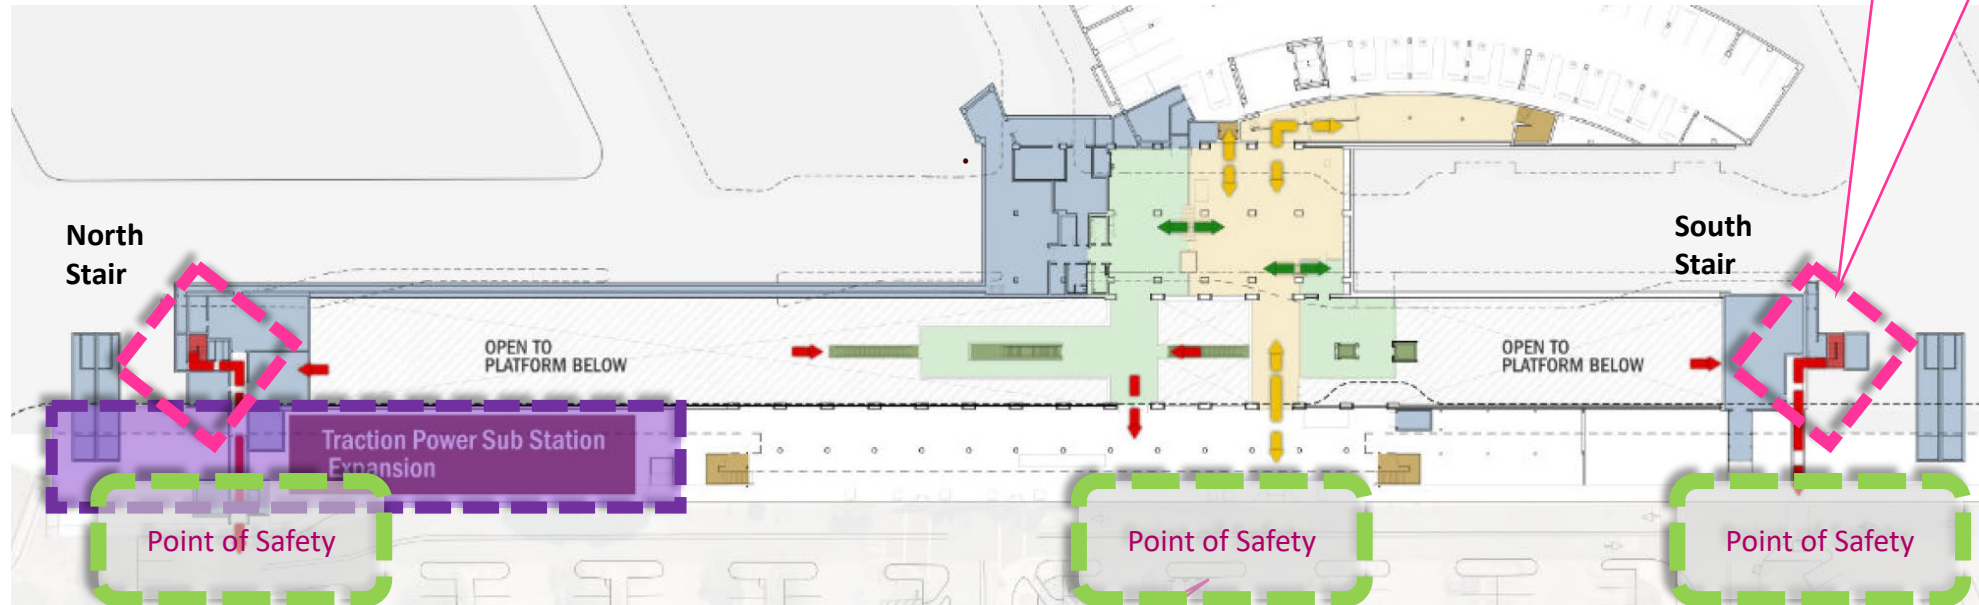 North
Stair
South
Stair
OPEN TO
PLATFORM BELOW
OPEN TO
PLATFORM BELOW
Traction Power Sub Station
Expansion
Point of Safety
Point of Safety
Point of Safety